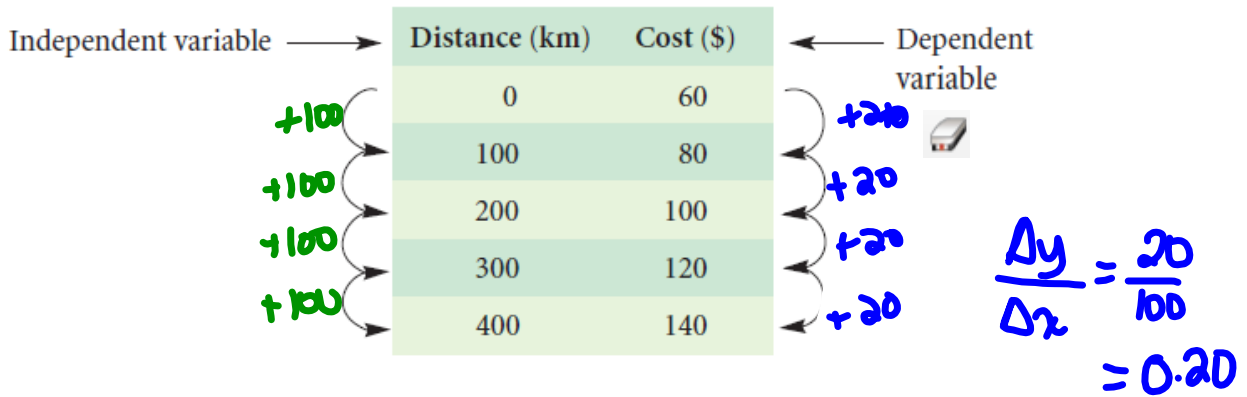 Independent variable
Distance (km) Cost ($)
Dependent
variable
0 60
+100
100 80
+100
+20
200 100
+100
+20
300 120
+100
+20
400 140
Δy/Δx = 20/100
= 0.20